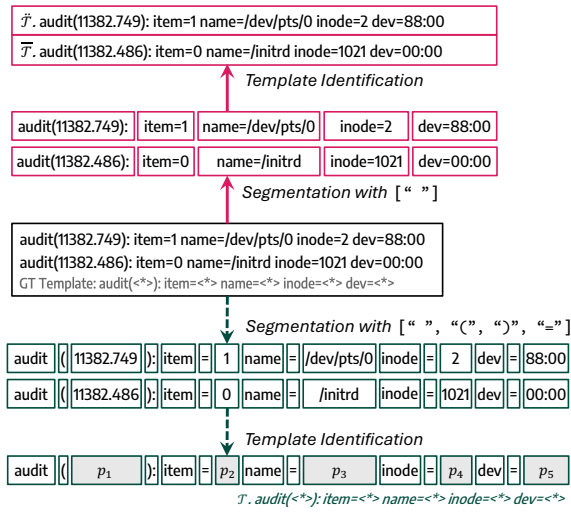 𝒯̈. audit(11382.749): item=1 name=/dev/pts/0 inode=2 dev=88:00
𝒯̅. audit(11382.486): item=0 name=/initrd inode=1021 dev=00:00
Template Identification
audit(11382.749): item=1 name=/dev/pts/0 inode=2 dev=88:00
audit(11382.486): item=0 name=/initrd inode=1021 dev=00:00
Segmentation with [“ ”]
audit(11382.749): item=1 name=/dev/pts/0 inode=2 dev=88:00
audit(11382.486): item=0 name=/initrd inode=1021 dev=00:00
GT Template: audit(<*>): item=<*> name=<*> inode=<*> dev=<*>
Segmentation with [“ ”, “(”, “)”, “=”]
audit ( 11382.749 ): item = 1 name = /dev/pts/0 inode = 2 dev = 88:00
audit ( 11382.486 ): item = 0 name = /initrd inode = 1021 dev = 00:00
Template Identification
audit ( p₁ ): item = p₂ name = p₃ inode = p₄ dev = p₅
𝒯. audit(<*>): item=<*> name=<*> inode=<*> dev=<*>